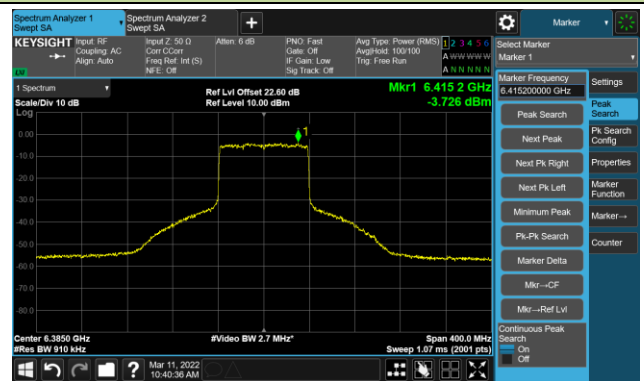 Spectrum Analyzer 1
Swept SA
Spectrum Analyzer 2
Swept SA
+
Marker
KEYSIGHT
Input: RF
Coupling: AC
Align: Auto
Input Z: 50 Ω
Corr CCorr
Freq Ref: Int (S)
NFE: Off
Atten: 6 dB
PNO: Fast
Gate: Off
IF Gain: Low
Sig Track: Off
Avg Type: Power (RMS)
Avg|Hold: 100/100
Trig: Free Run
1 2 3 4 5 6
A W W W W W
A N N N N N
Select Marker
Marker 1
1 Spectrum
Scale/Div 10 dB
Log
Ref Lvl Offset 22.60 dB
Ref Level 10.00 dBm
Mkr1 6.415 2 GHz
-3.726 dBm
0.00
-10.0
-20.0
-30.0
-40.0
-50.0
-60.0
-70.0
-80.0
1
Center 6.3850 GHz
#Res BW 910 kHz
#Video BW 2.7 MHz*
Span 400.0 MHz
Sweep 1.07 ms (2001 pts)
Marker Frequency
6.415200000 GHz
Peak Search
Next Peak
Next Pk Right
Next Pk Left
Minimum Peak
Pk-Pk Search
Marker Delta
Mkr→CF
Mkr→Ref Lvl
Continuous Peak
Search
On
Off
Settings
Peak
Search
Pk Search
Config
Properties
Marker
Function
Marker→
Counter
?
Mar 11, 2022
10:40:36 AM